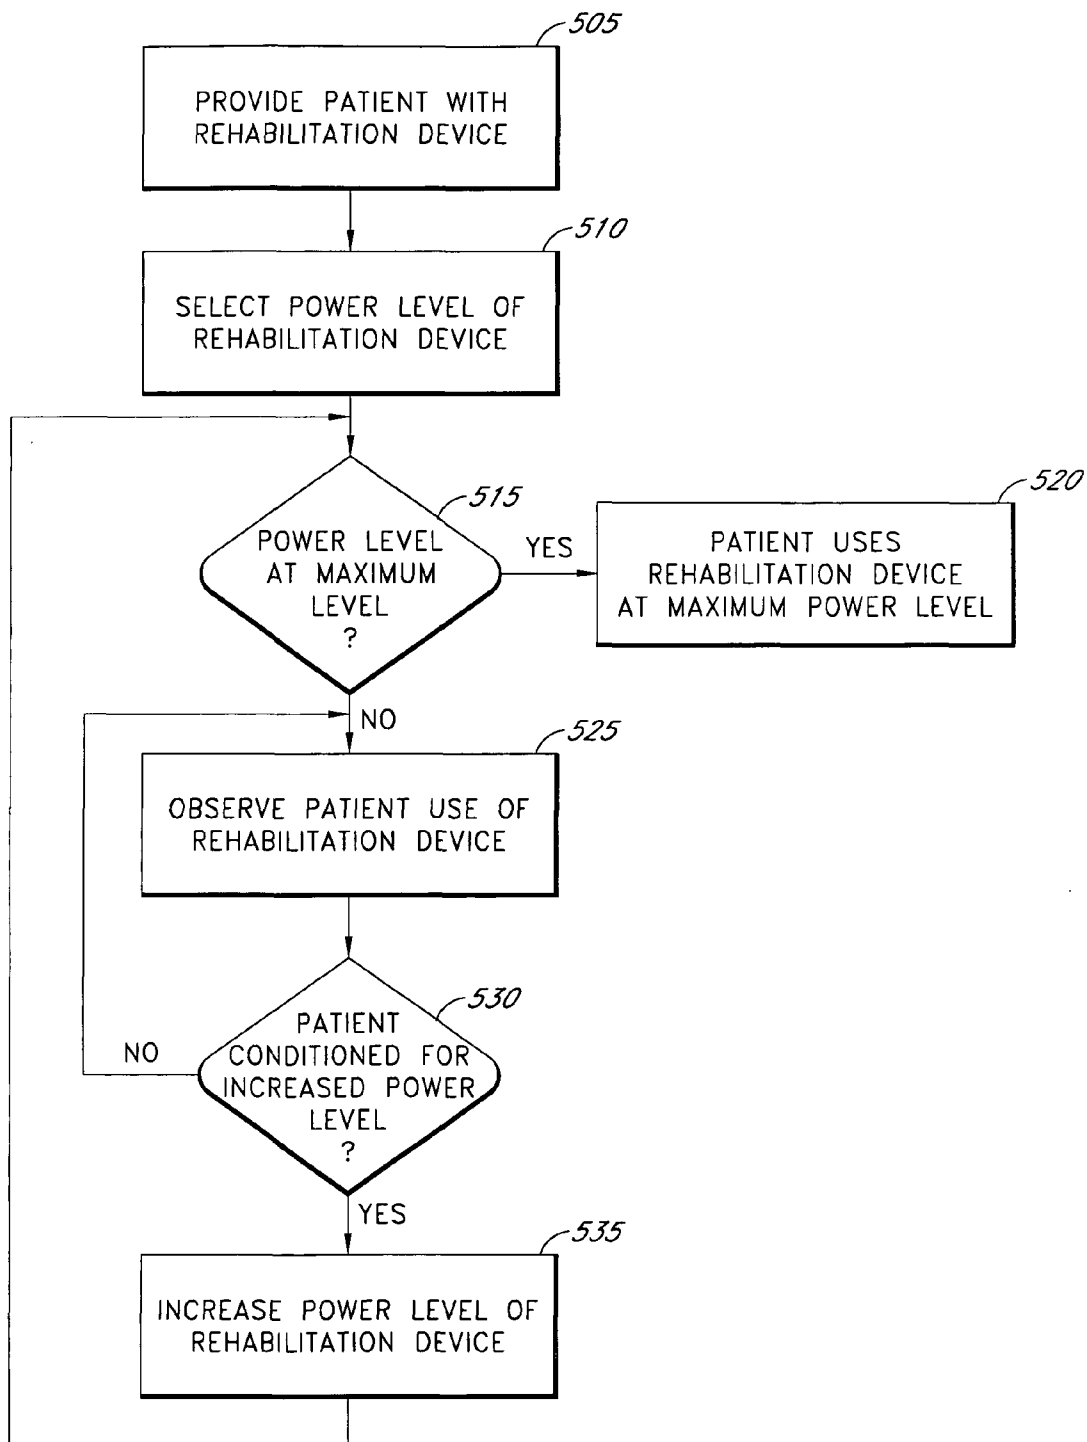 505
PROVIDE PATIENT WITH
REHABILITATION DEVICE
510
SELECT POWER LEVEL OF
REHABILITATION DEVICE
515
POWER LEVEL
AT MAXIMUM
LEVEL
?
YES
520
PATIENT USES
REHABILITATION DEVICE
AT MAXIMUM POWER LEVEL
NO
525
OBSERVE PATIENT USE OF
REHABILITATION DEVICE
530
PATIENT
CONDITIONED FOR
INCREASED POWER
LEVEL
?
NO
YES
535
INCREASE POWER LEVEL OF
REHABILITATION DEVICE